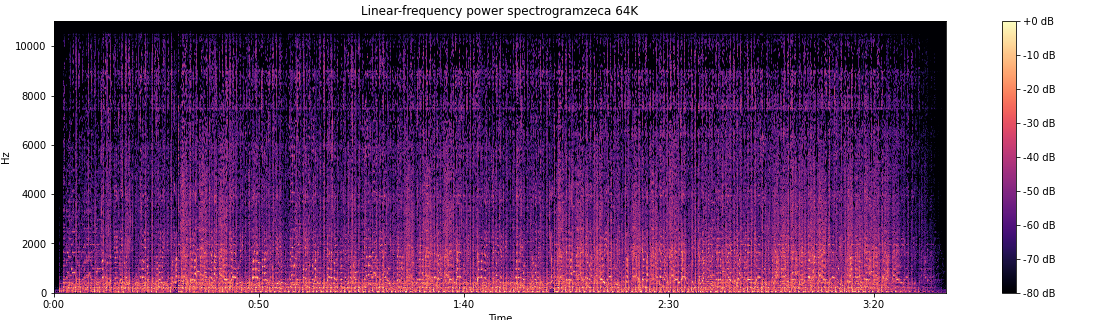 Linear-frequency power spectrogramzeca 64K
10000
8000
6000
4000
2000
0
Hz
0:00
0:50
1:40
2:30
3:20
Time
+0 dB
-10 dB
-20 dB
-30 dB
-40 dB
-50 dB
-60 dB
-70 dB
-80 dB